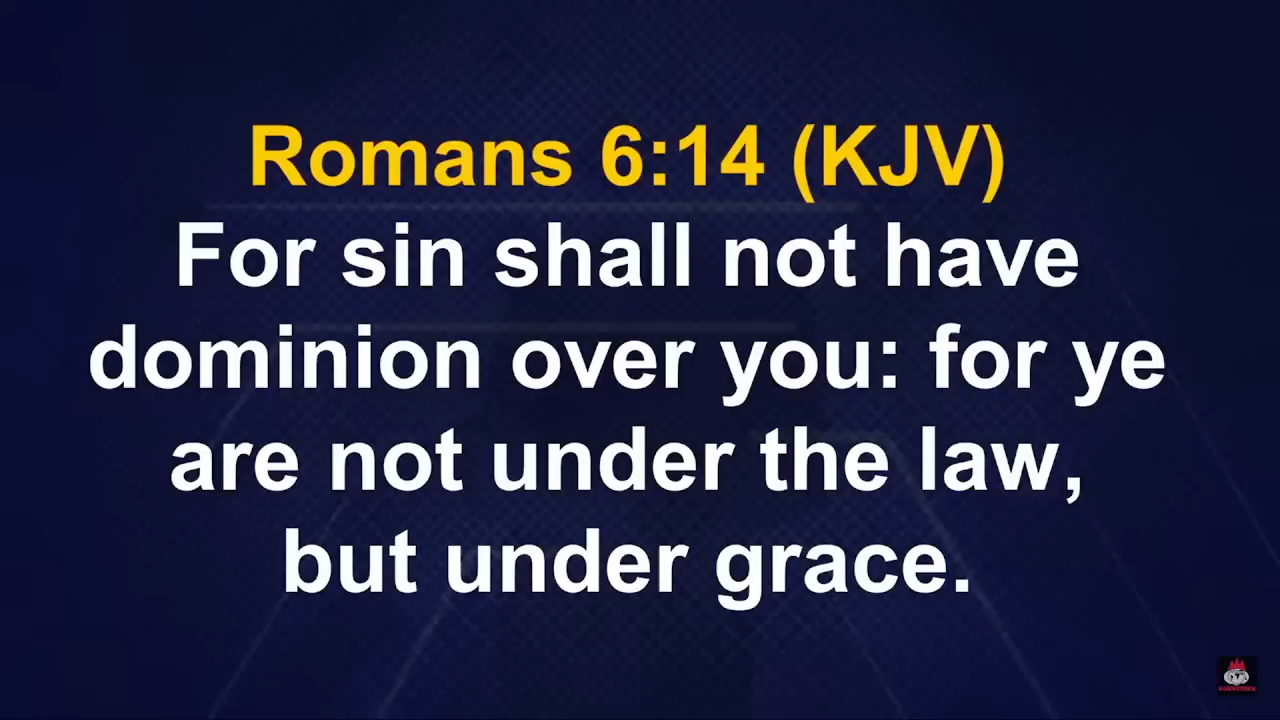 Romans 6:14 (KJV)
For sin shall not have
dominion over you: for ye
are not under the law,
but under grace.